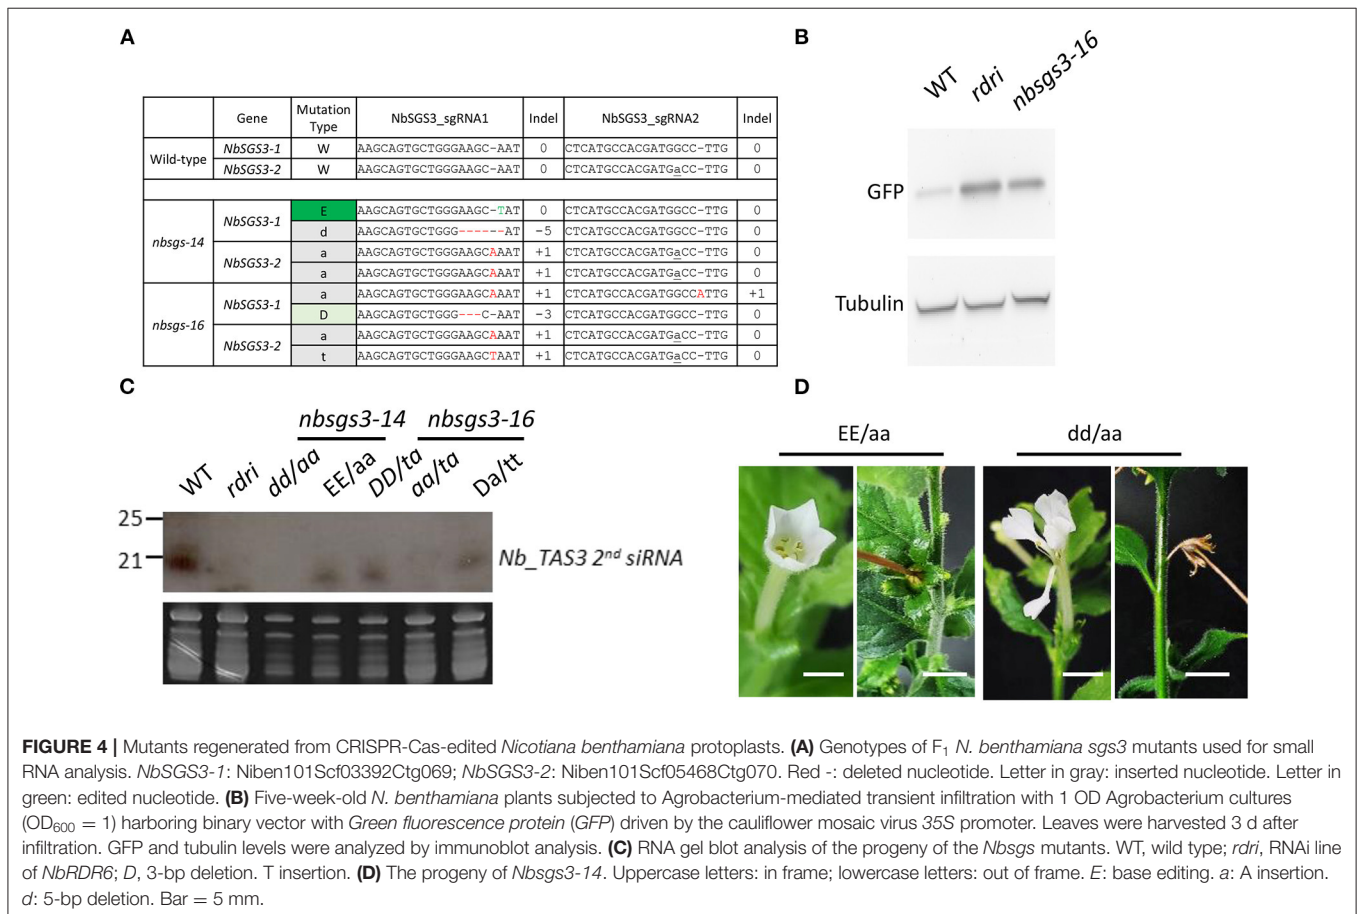 A
Gene Mutation Type NbSGS3_sgRNA1 Indel NbSGS3_sgRNA2 Indel
Wild-type NbSGS3-1 W AAGCAGTGCTGGGAAGC-AAT 0 CTCATGCCACGATGGCC-TTG 0
NbSGS3-2 W AAGCAGTGCTGGGAAGC-AAT 0 CTCATGCCACGATGaCC-TTG 0
nbsgs-14 NbSGS3-1 E AAGCAGTGCTGGGAAGC-TAT 0 CTCATGCCACGATGGCC-TTG 0
d AAGCAGTGCTGGG------AT -5 CTCATGCCACGATGGCC-TTG 0
NbSGS3-2 a AAGCAGTGCTGGGAAGCAAAT +1 CTCATGCCACGATGaCC-TTG 0
a AAGCAGTGCTGGGAAGCAAAT +1 CTCATGCCACGATGaCC-TTG 0
nbsgs-16 NbSGS3-1 a AAGCAGTGCTGGGAAGCAAAT +1 CTCATGCCACGATGGCCATTG +1
D AAGCAGTGCTGGG---C-AAT -3 CTCATGCCACGATGGCC-TTG 0
NbSGS3-2 a AAGCAGTGCTGGGAAGCAAAT +1 CTCATGCCACGATGaCC-TTG 0
t AAGCAGTGCTGGGAAGCTAAT +1 CTCATGCCACGATGaCC-TTG 0
B
WT rdri nbsgs3-16
GFP
Tubulin
C
nbsgs3-14 nbsgs3-16
WT rdri dd/aa EE/aa DD/ta aa/ta Da/tt
25
21
Nb_TAS3 2nd siRNA
D
EE/aa dd/aa
FIGURE 4 | Mutants regenerated from CRISPR-Cas-edited Nicotiana benthamiana protoplasts. (A) Genotypes of F1 N. benthamiana sgs3 mutants used for small
RNA analysis. NbSGS3-1: Niben101Scf03392Ctg069; NbSGS3-2: Niben101Scf05468Ctg070. Red -: deleted nucleotide. Letter in gray: inserted nucleotide. Letter in
green: edited nucleotide. (B) Five-week-old N. benthamiana plants subjected to Agrobacterium-mediated transient infiltration with 1 OD Agrobacterium cultures
(OD600 = 1) harboring binary vector with Green fluorescence protein (GFP) driven by the cauliflower mosaic virus 35S promoter. Leaves were harvested 3 d after
infiltration. GFP and tubulin levels were analyzed by immunoblot analysis. (C) RNA gel blot analysis of the progeny of the Nbsgs mutants. WT, wild type; rdri, RNAi line
of NbRDR6; D, 3-bp deletion. T insertion. (D) The progeny of Nbsgs3-14. Uppercase letters: in frame; lowercase letters: out of frame. E: base editing. a: A insertion.
d: 5-bp deletion. Bar = 5 mm.